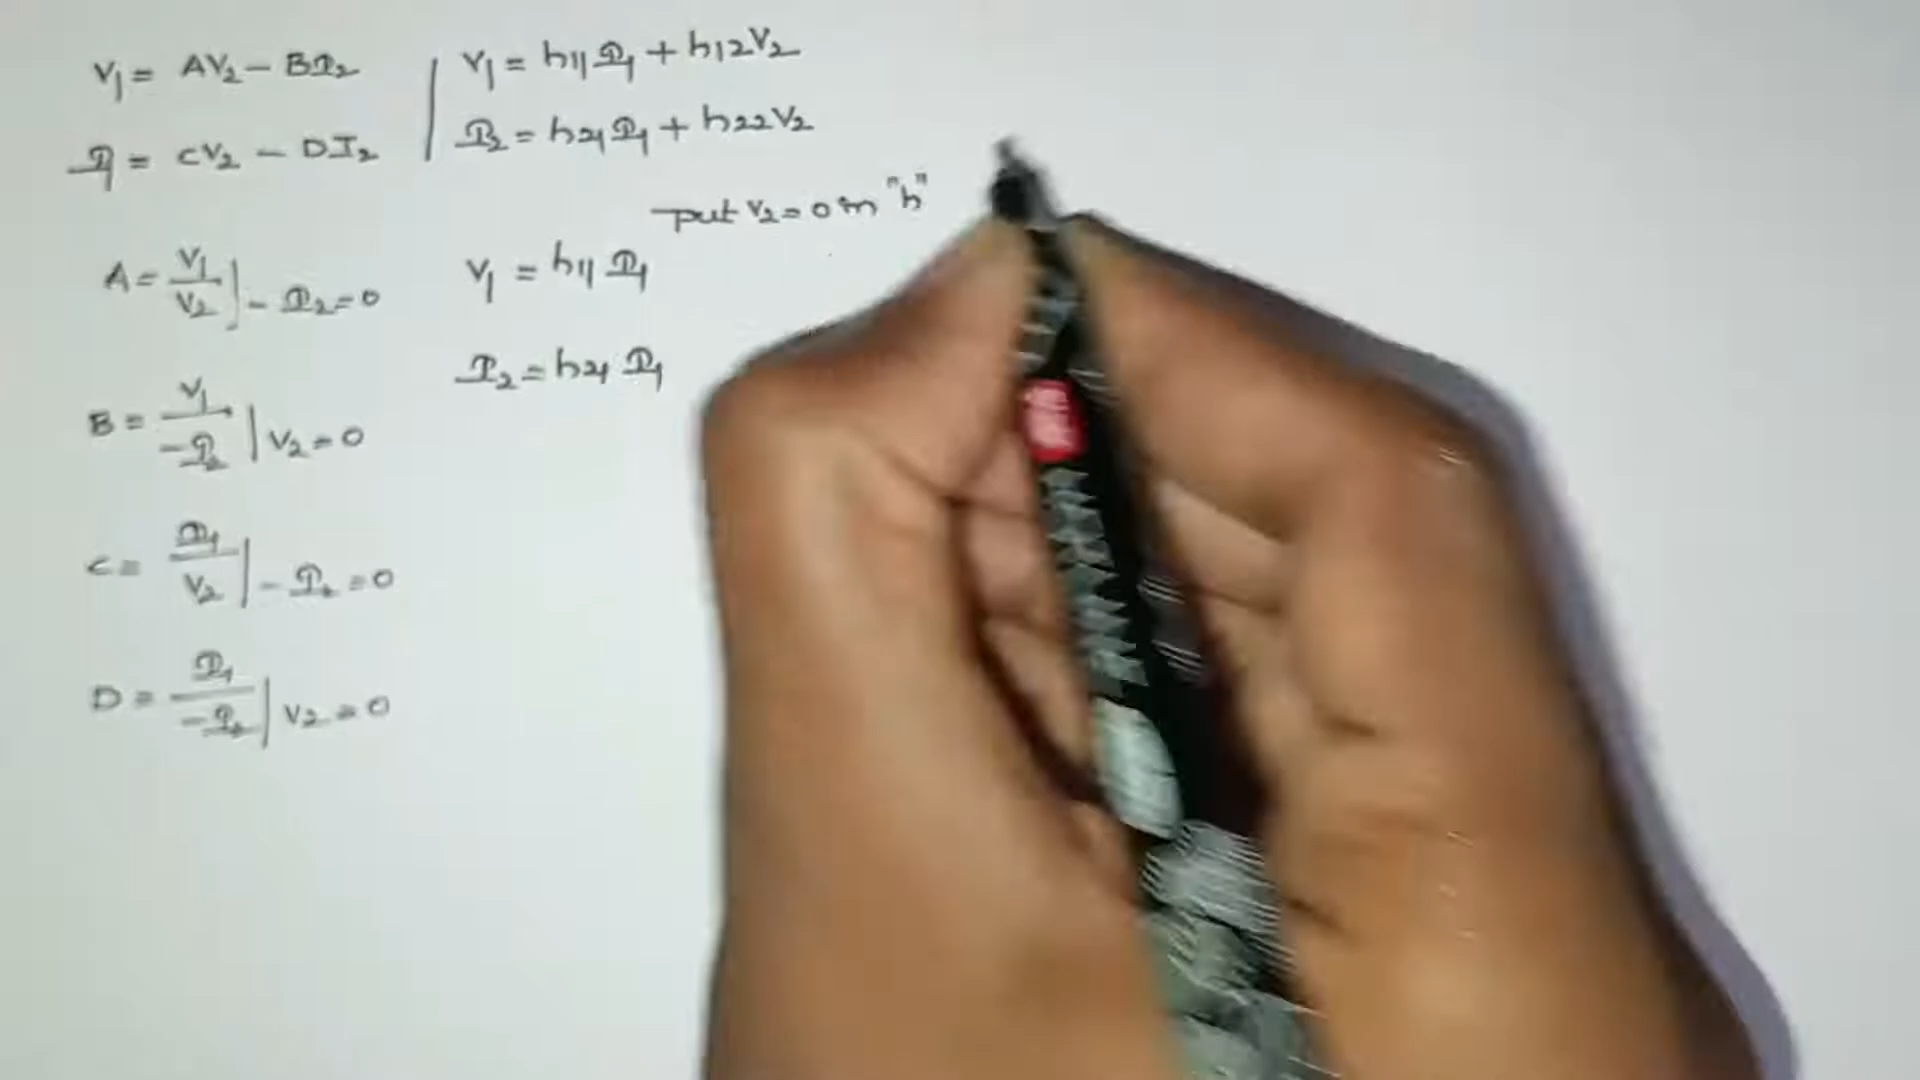 V1 = AV2 - BI2 | V1 = h11 I1 + h12 V2
I1 = CV2 - DI2 | I2 = h21 I1 + h22 V2
put V2 = 0 in "h"
A = V1/V2 | -I2 = 0
V1 = h11 I1
I2 = h21 I1
B = V1/-I2 | V2 = 0
C = I1/V2 | -I2 = 0
D = I1/-I2 | V2 = 0